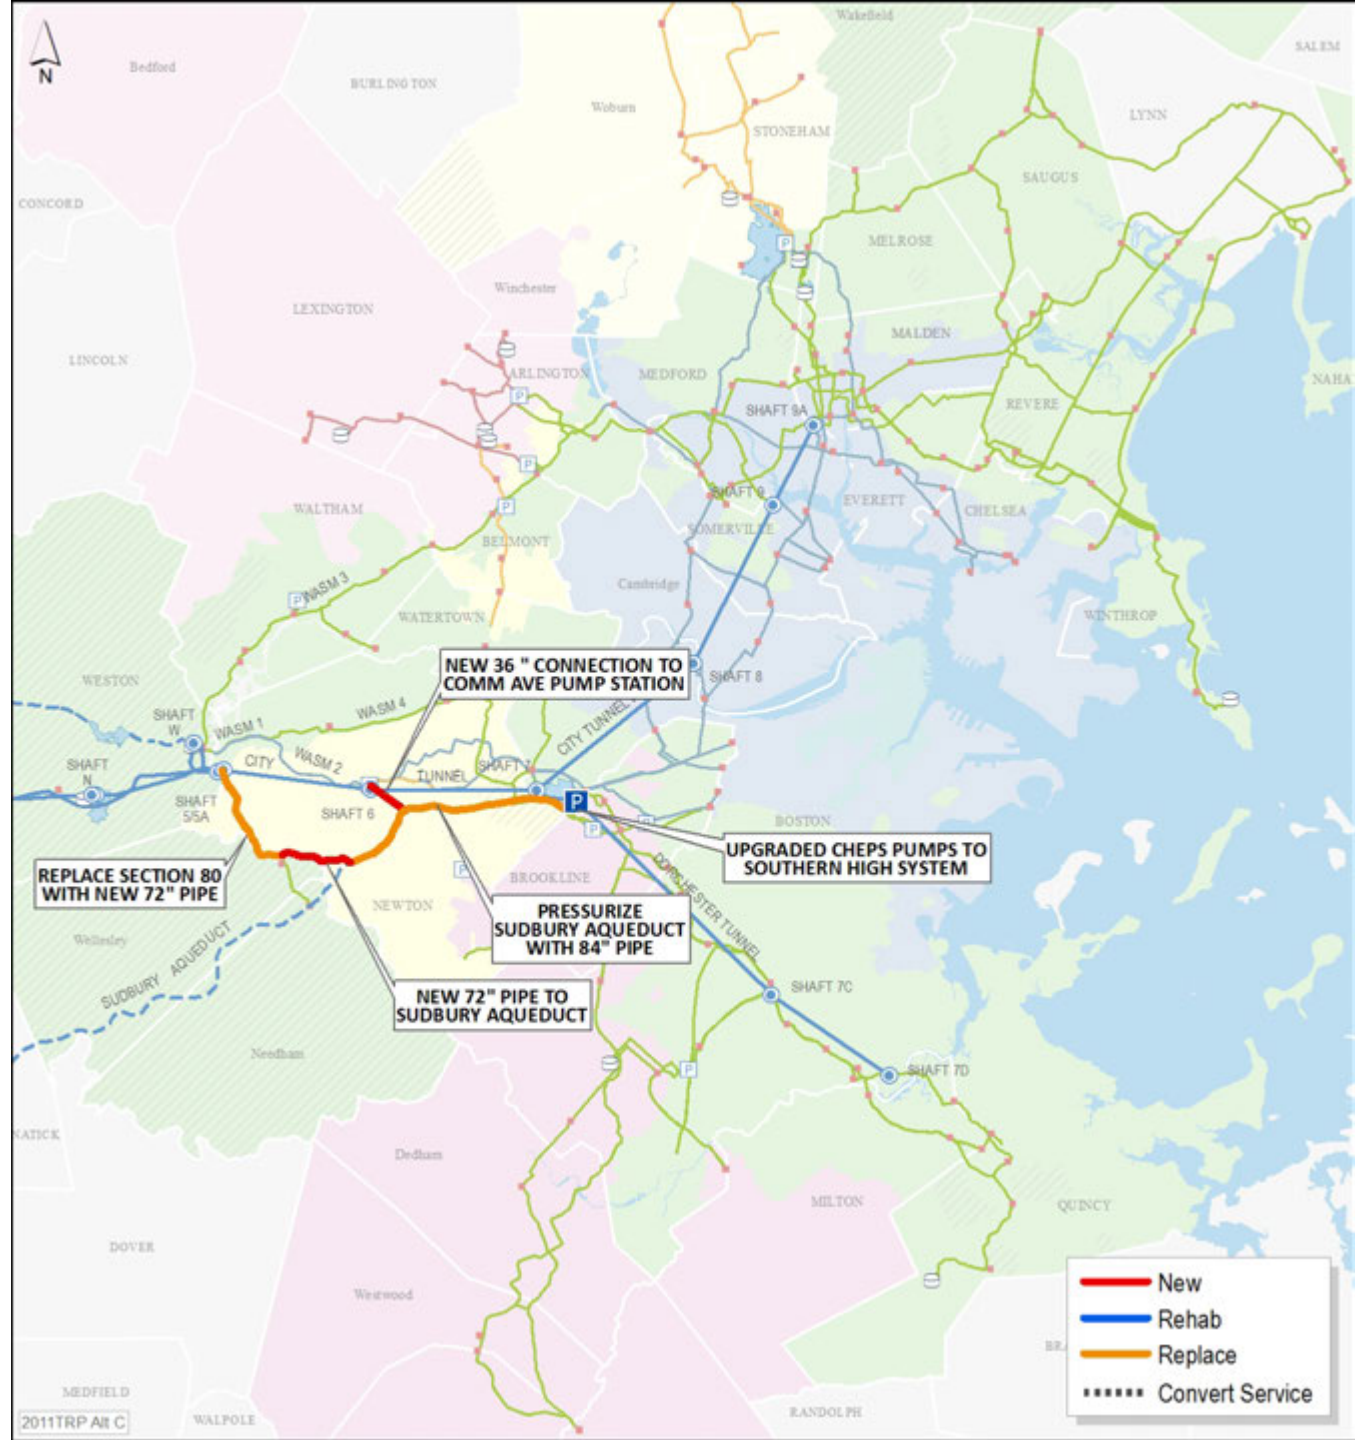 Wakefield
N
Bedford
SALEM
BURLINGTON
Woburn
LYNN
STONEHAM
SAUGUS
CONCORD
MELROSE
Winchester
LEXINGTON
MALDEN
LINCOLN
ARLINGTON
MEDFORD
NAHA
REVERE
SHAFT 9A
SHAFT 9
EVERETT
WALTHAM
CHELSEA
SOMERVILLE
BELMONT
Cambridge
P
WASM 3
WATERTOWN
WINTHROP
NEW 36 " CONNECTION TO
COMM AVE PUMP STATION
SHAFT 8
WESTON
SHAFT
W
WASM 1
WASM 4
CITY TUNNEL
SHAFT
N
CITY
WASM 2
TUNNEL
SHAFT 7
SHAFT
5/5A
SHAFT 6
P
BOSTON
UPGRADED CHEPS PUMPS TO
SOUTHERN HIGH SYSTEM
REPLACE SECTION 80
WITH NEW 72" PIPE
BROOKLINE
DORCHESTER TUNNEL
NEWTON
PRESSURIZE
SUDBURY AQUEDUCT
WITH 84" PIPE
Wellesley
SUDBURY AQUEDUCT
NEW 72" PIPE TO
SUDBURY AQUEDUCT
SHAFT 7C
Needham
SHAFT 7D
NATICK
Dedham
MILTON
QUINCY
DOVER
New
Westwood
Rehab
BRA
Replace
MEDFIELD
Convert Service
2011TRP Alt C
WALPOLE
RANDOLPH